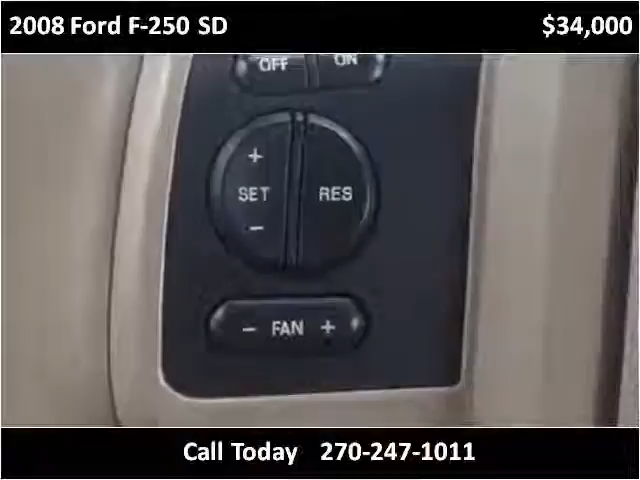 2008 Ford F-250 SD $34,000
OFF ON
+
SET RES
-
- FAN +
Call Today 270-247-1011